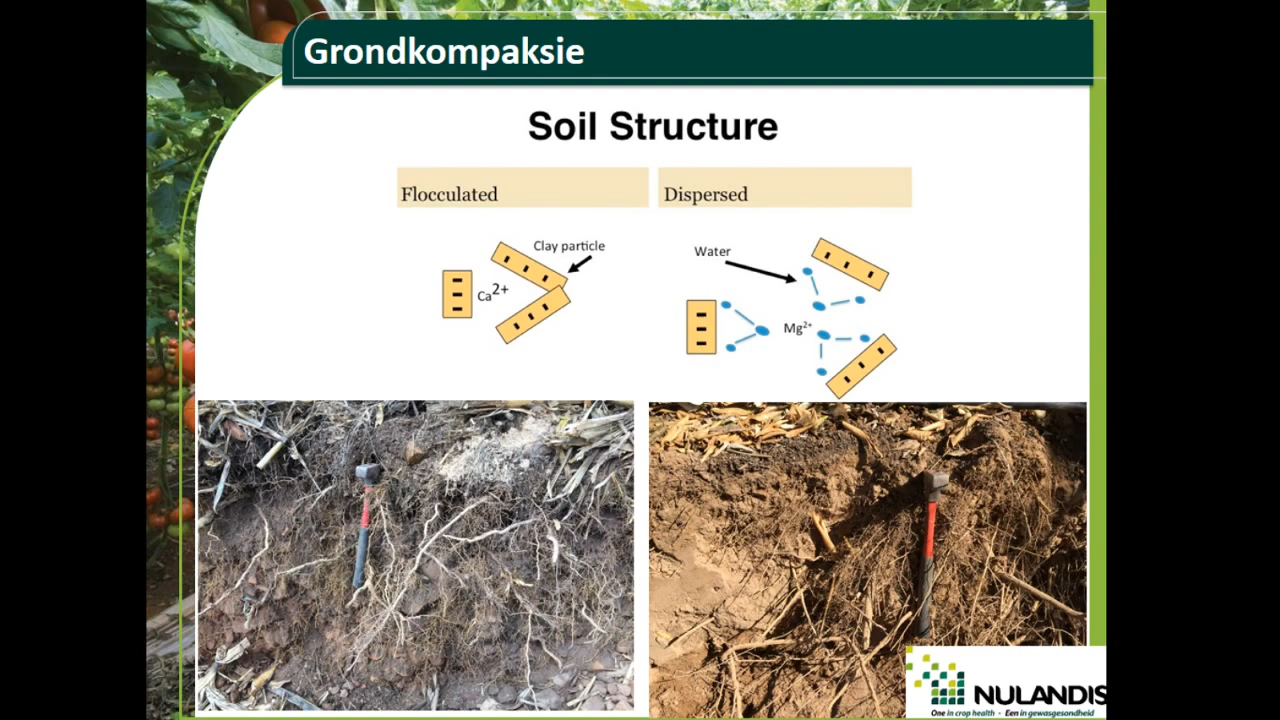 Grondkompaksie
Soil Structure
Flocculated
Dispersed
Clay particle
Ca2+
Water
Mg2+
NULANDIS
One in crop health - Een in gewasgesondheid